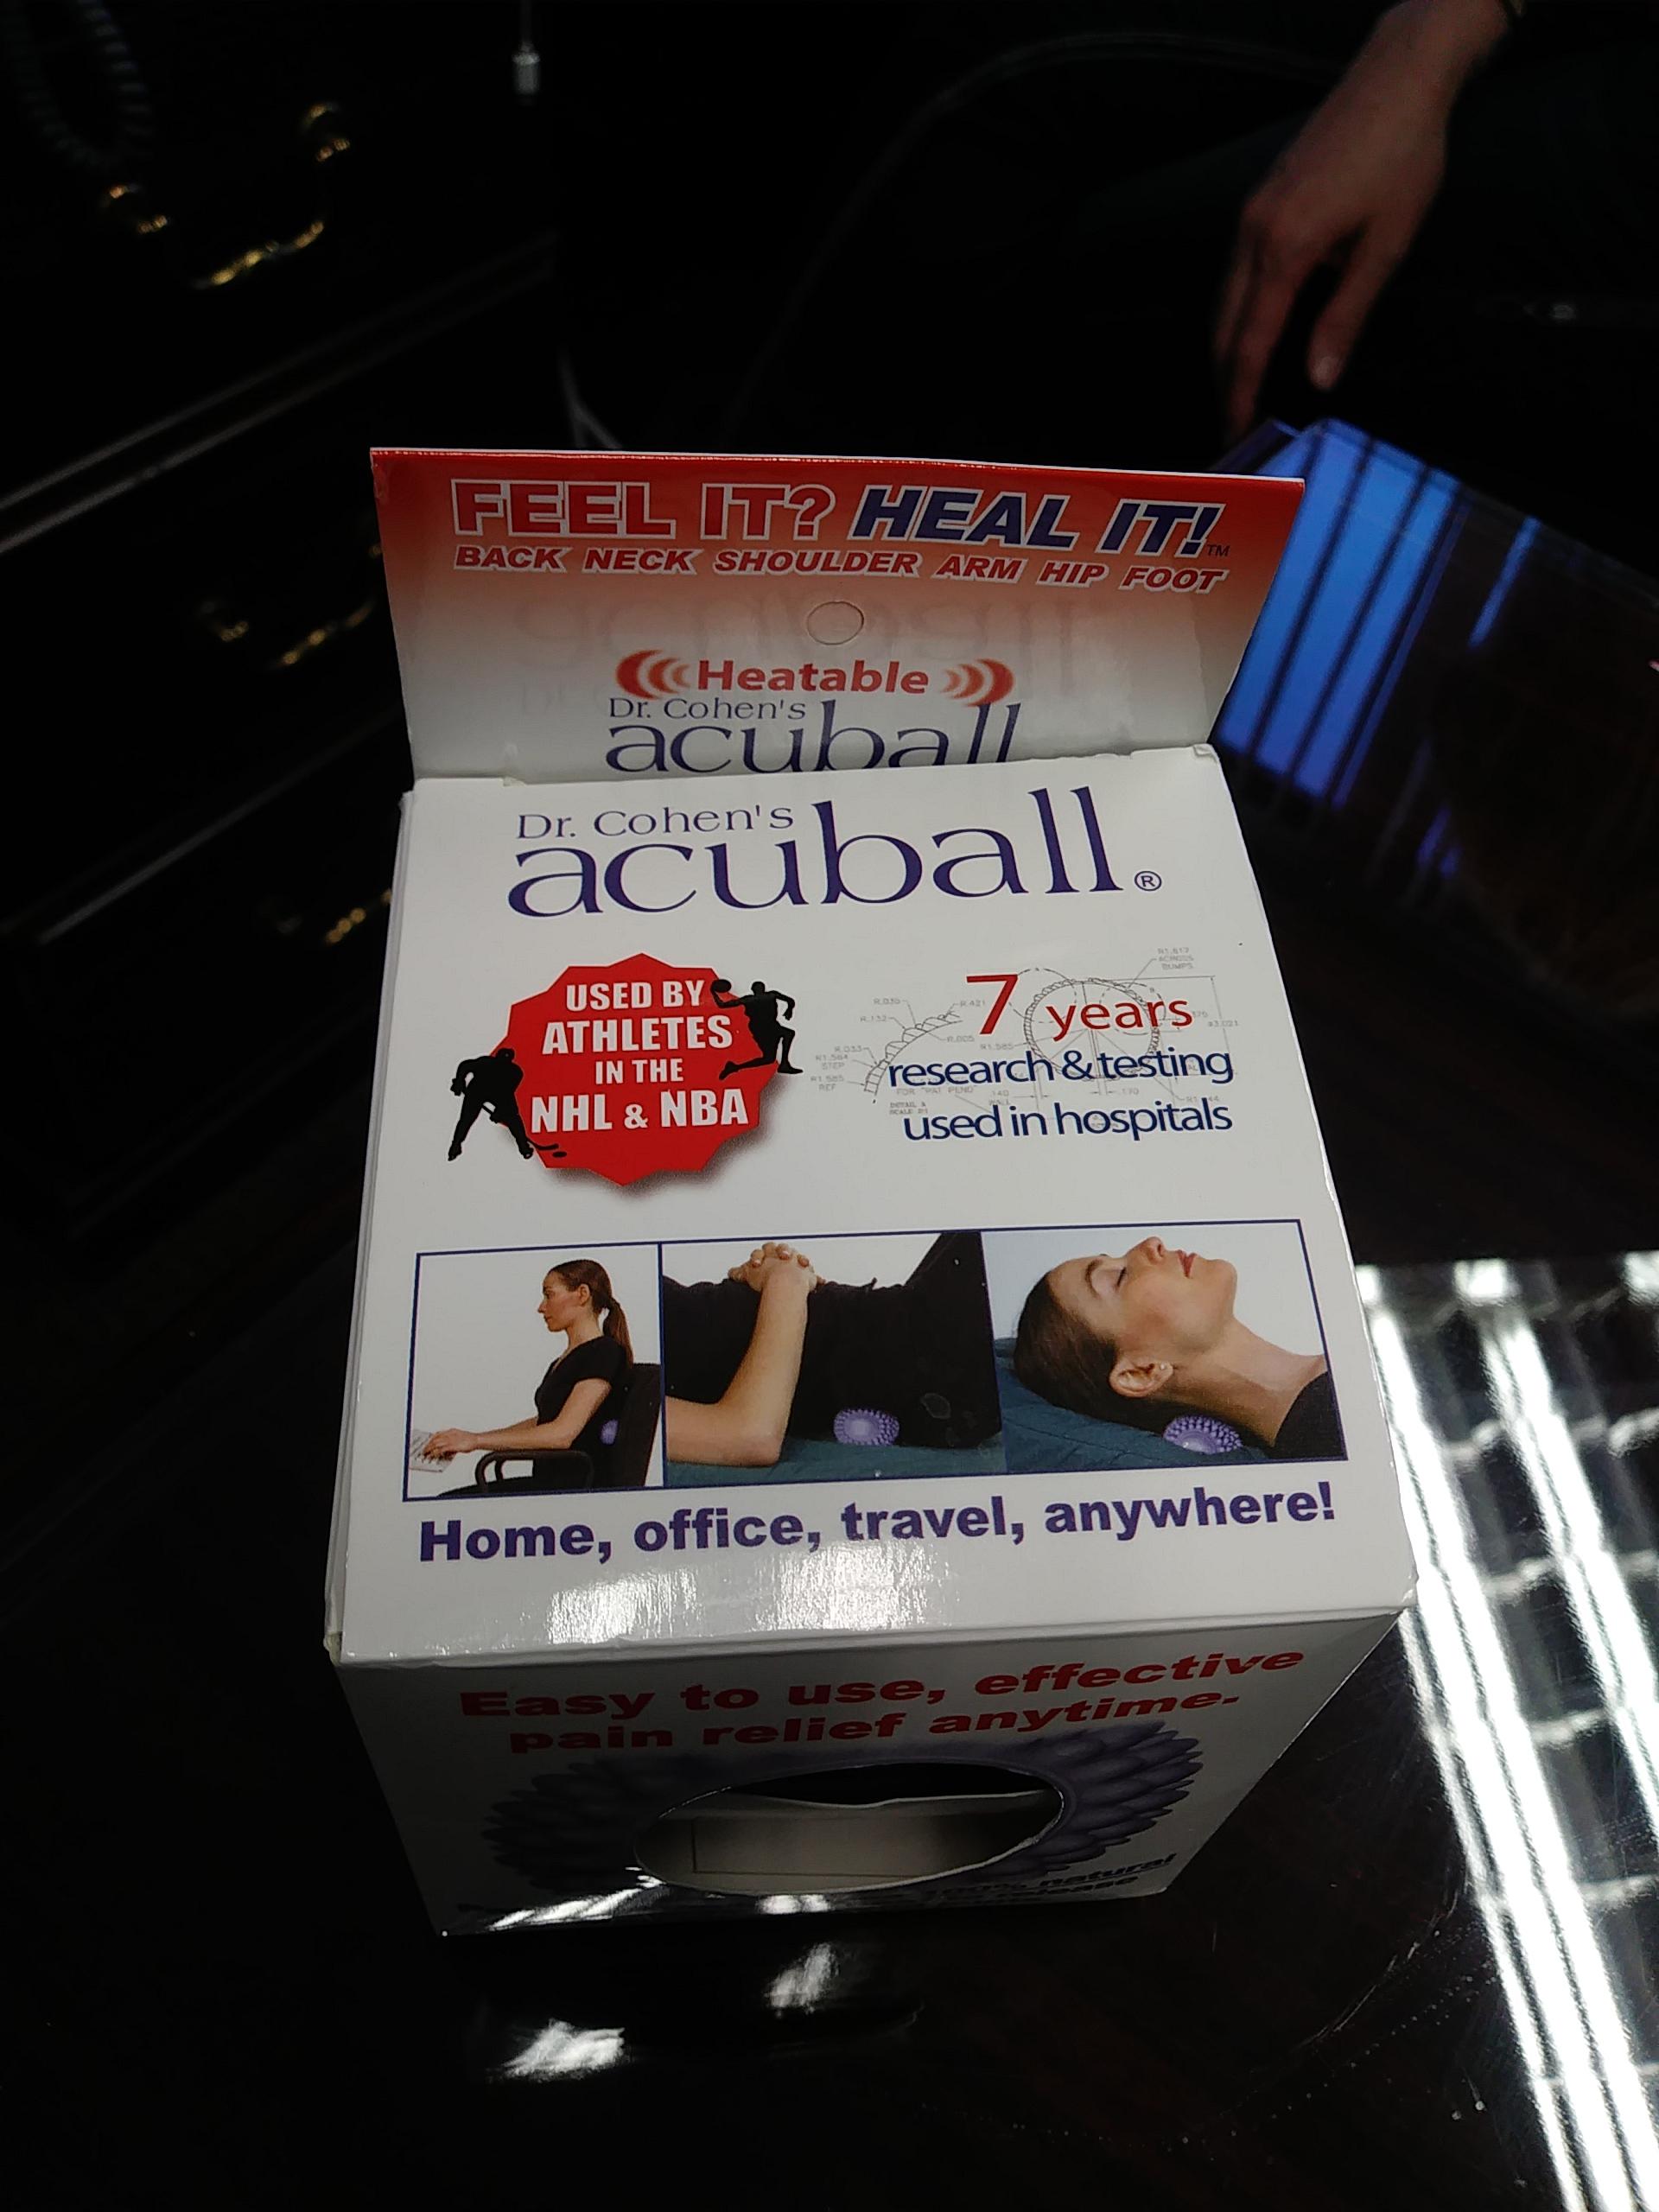 FEEL IT? HEAL IT!™
BACK NECK SHOULDER ARM HIP FOOT
Heatable
Dr. Cohen's
acuball
Dr. Cohen's
acuball®
USED BY
ATHLETES
IN THE
NHL & NBA
7 years
research & testing
used in hospitals
Home, office, travel, anywhere!
Easy to use, effective
pain relief anytime.